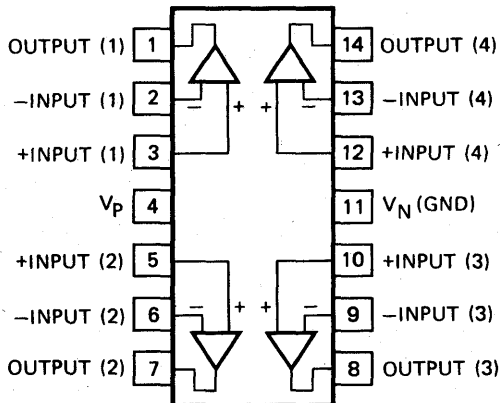 OUTPUT (1) 1 14 OUTPUT (4)
−INPUT (1) 2 − + + − 13 −INPUT (4)
+INPUT (1) 3 12 +INPUT (4)
VP 4 11 VN (GND)
+INPUT (2) 5 10 +INPUT (3)
−INPUT (2) 6 − + + − 9 −INPUT (3)
OUTPUT (2) 7 8 OUTPUT (3)